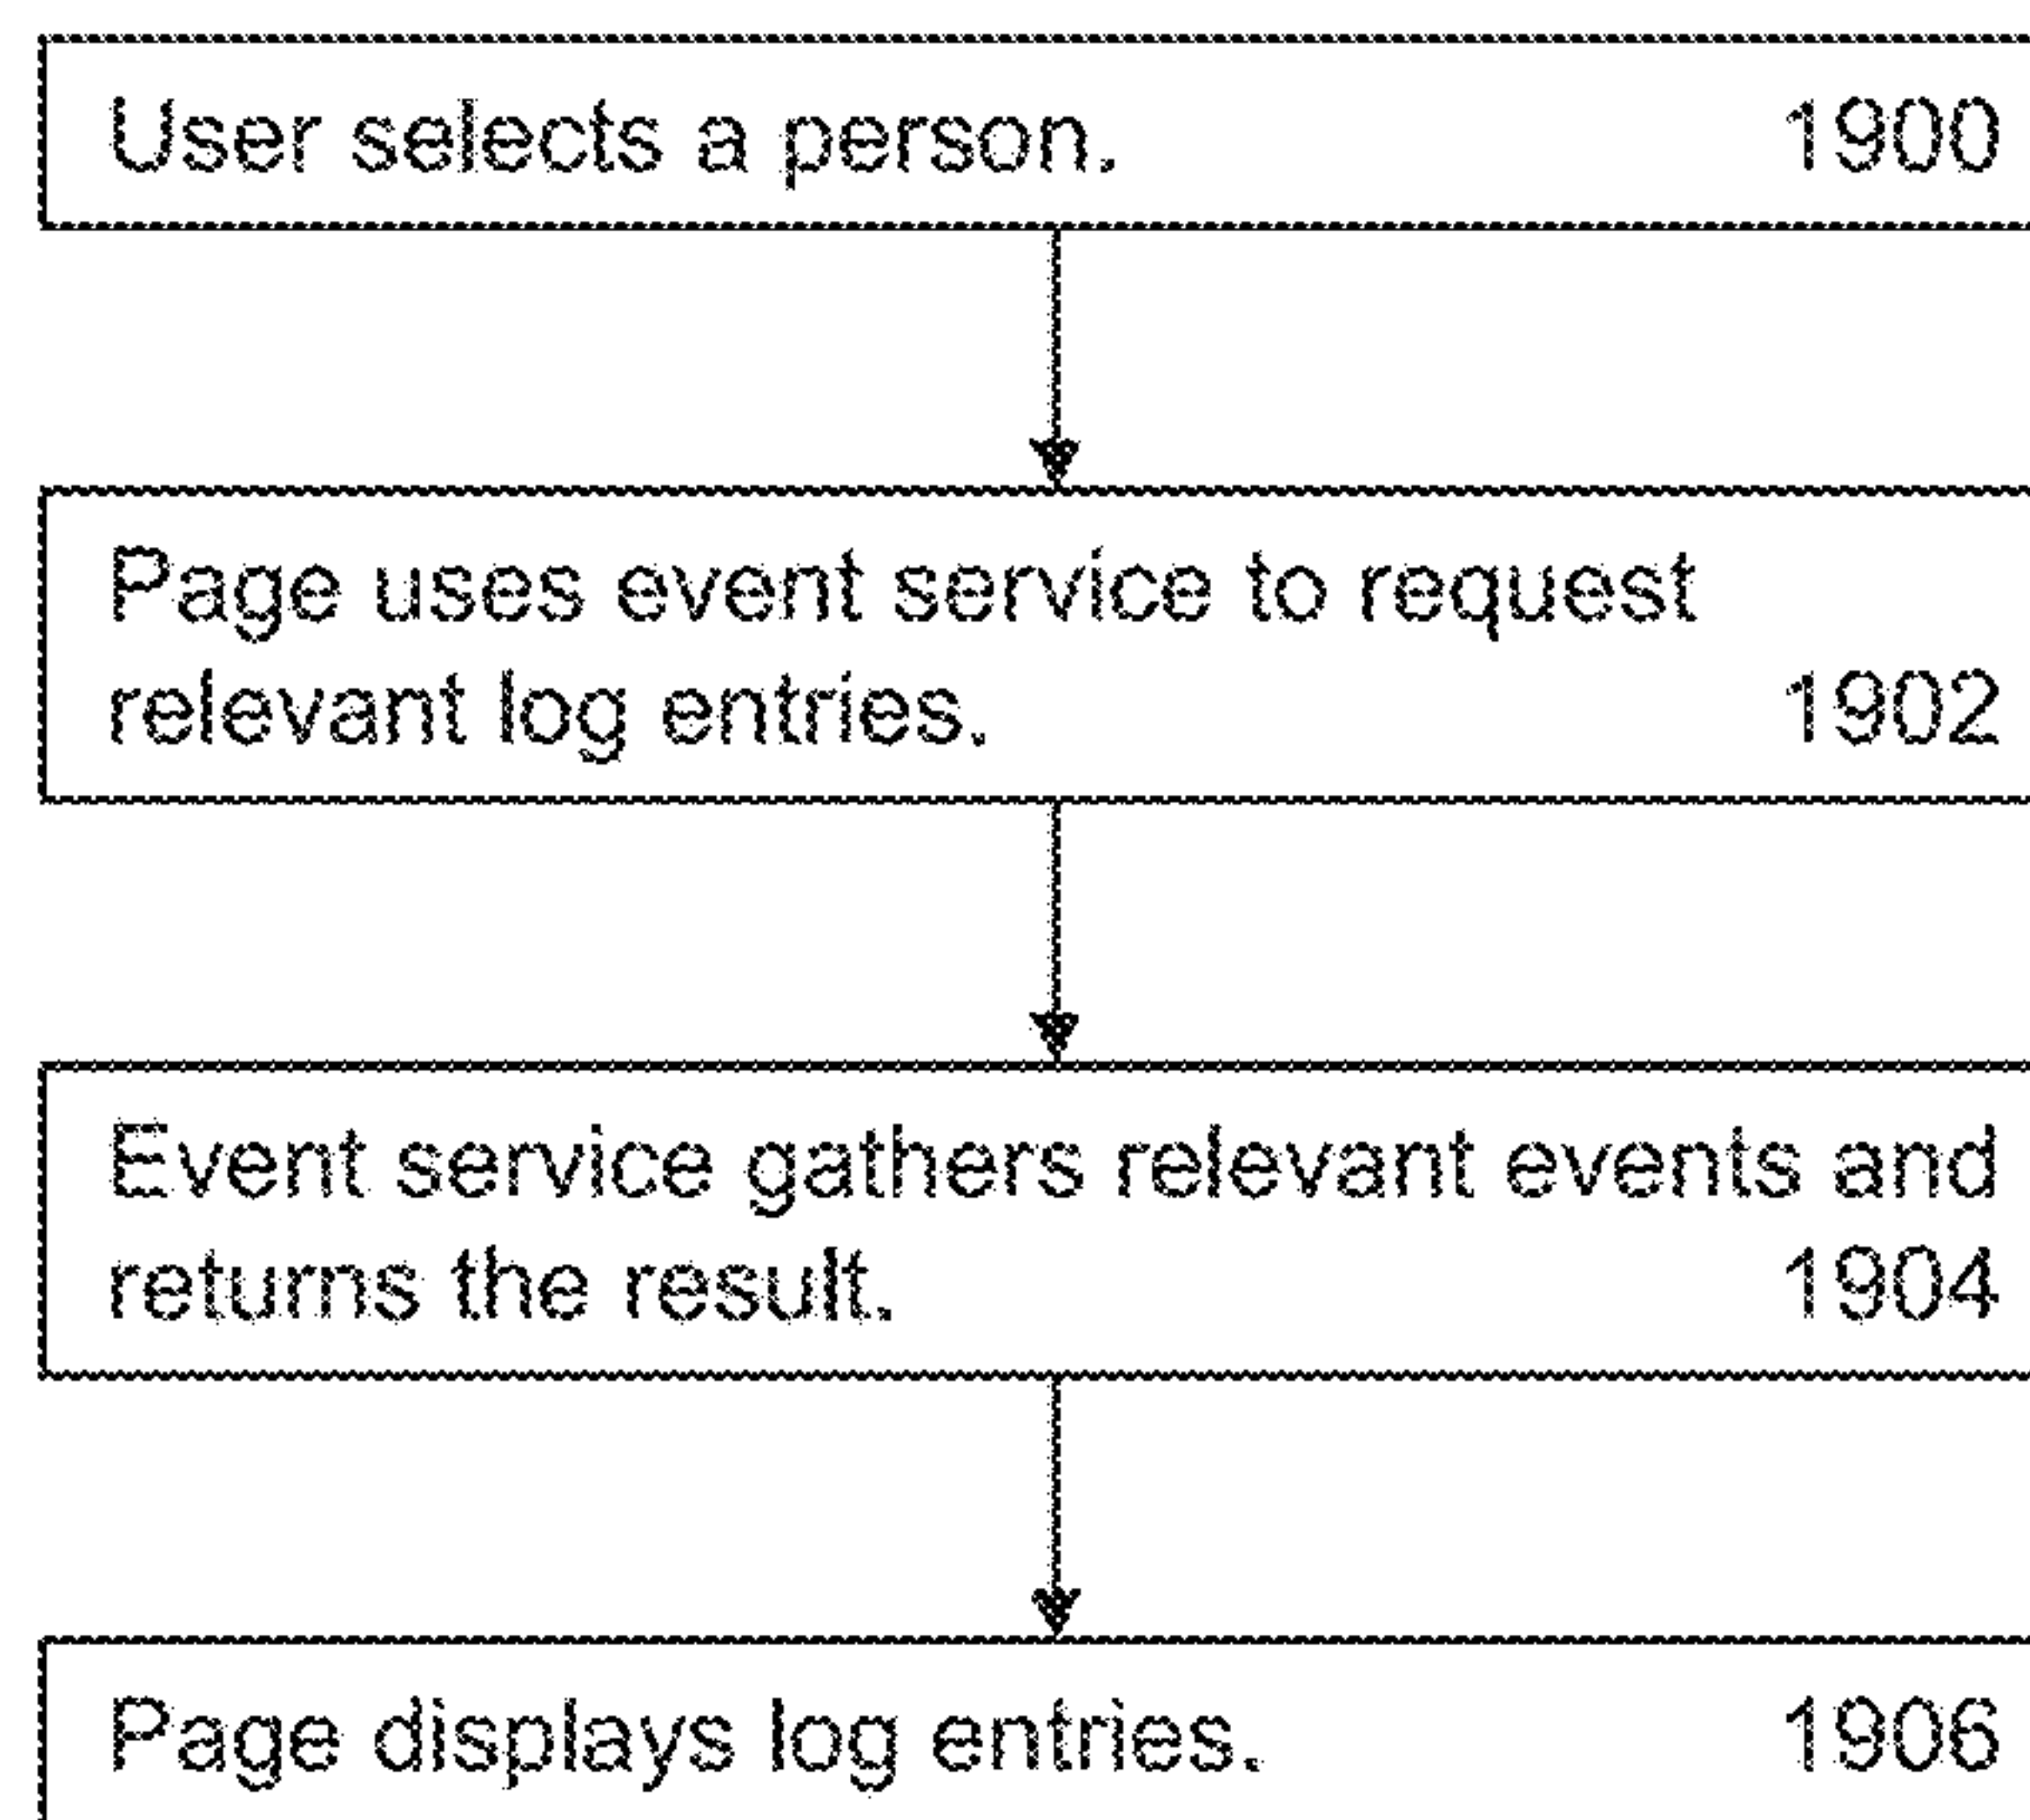 User selects a person. 1900
Page uses event service to request
relevant log entries. 1902
Event service gathers relevant events and
returns the result. 1904
Page displays log entries. 1906